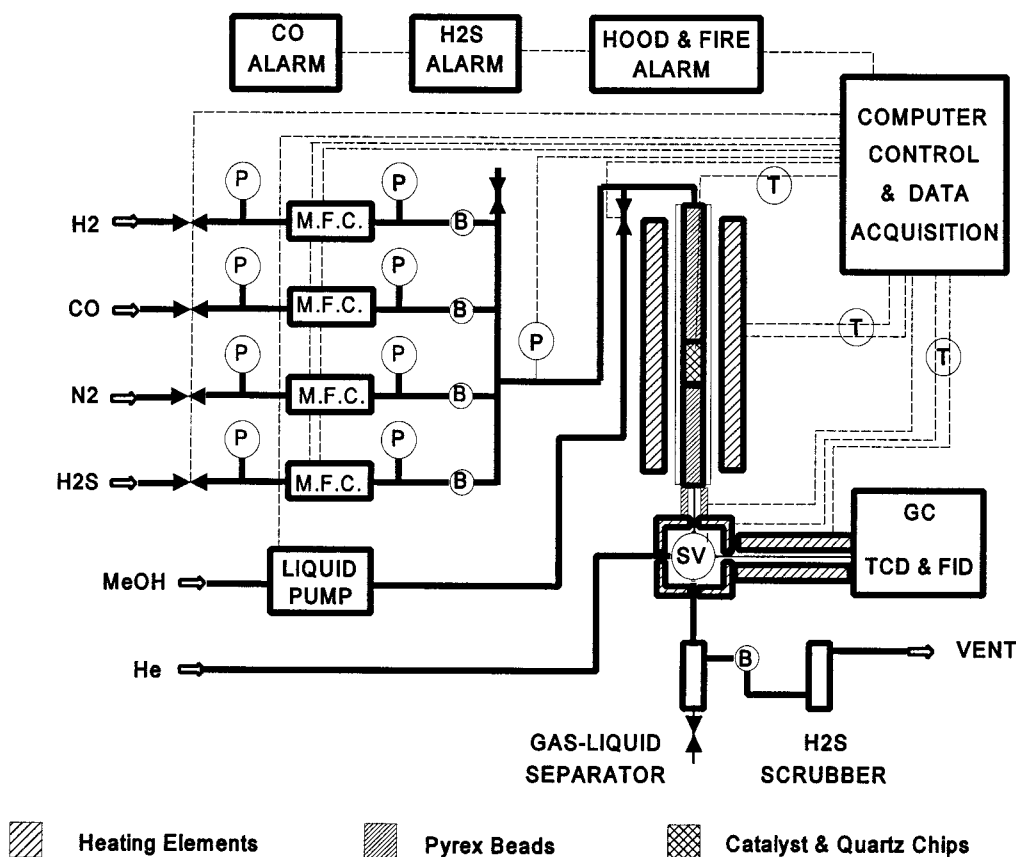 CO
ALARM
H2S
ALARM
HOOD & FIRE
ALARM
COMPUTER
CONTROL
& DATA
ACQUISITION
H2
P
M.F.C.
P
B
T
CO
P
M.F.C.
P
B
P
T
T
N2
P
M.F.C.
P
B
H2S
P
M.F.C.
P
B
MeOH
LIQUID
PUMP
SV
GC
TCD & FID
He
B
VENT
GAS-LIQUID
SEPARATOR
H2S
SCRUBBER
Heating Elements
Pyrex Beads
Catalyst & Quartz Chips